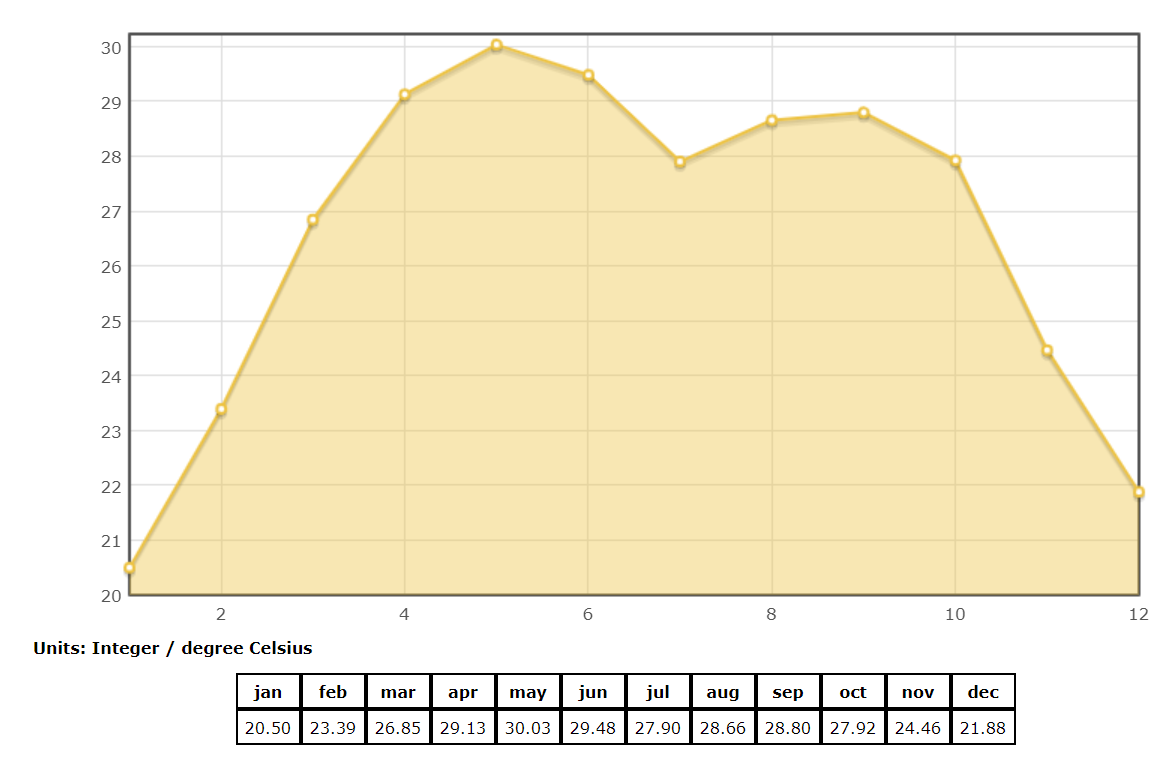 30
29
28
27
26
25
24
23
22
21
20
2 4 6 8 10 12
Units: Integer / degree Celsius
jan feb mar apr may jun jul aug sep oct nov dec
20.50 23.39 26.85 29.13 30.03 29.48 27.90 28.66 28.80 27.92 24.46 21.88